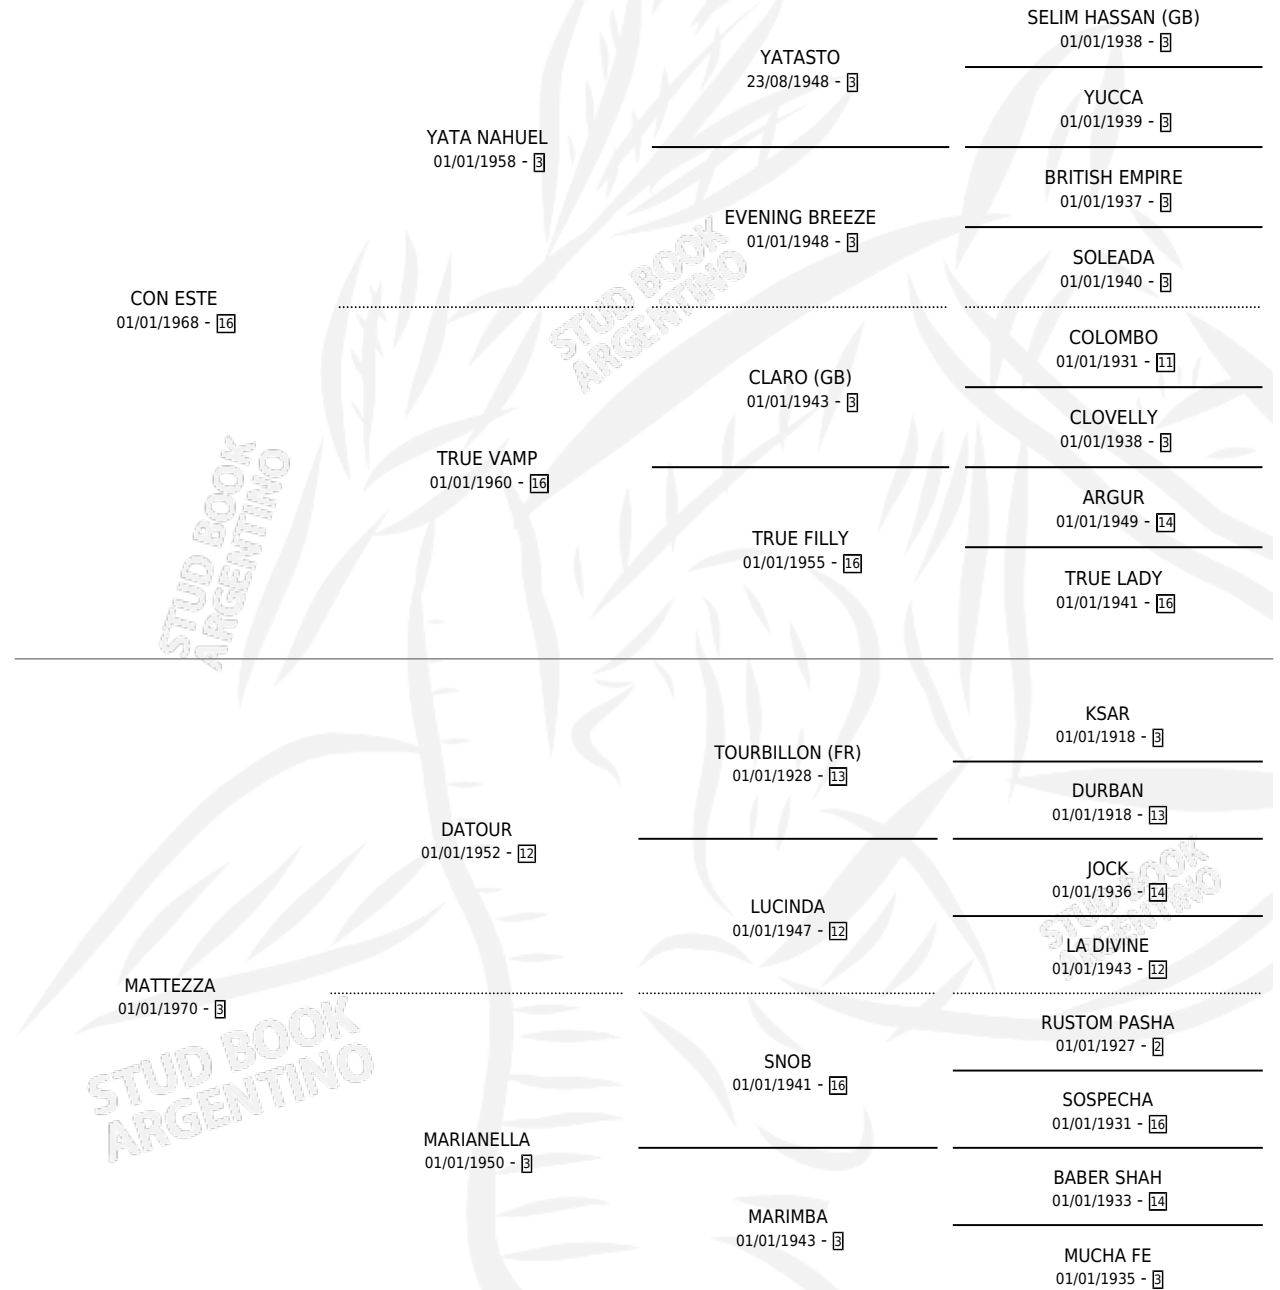 SELIM HASSAN (GB)
01/01/1938 - 3
YATASTO
23/08/1948 - 3
YUCCA
01/01/1939 - 3
YATA NAHUEL
01/01/1958 - 3
BRITISH EMPIRE
01/01/1937 - 3
EVENING BREEZE
01/01/1948 - 3
SOLEADA
01/01/1940 - 3
CON ESTE
01/01/1968 - 16
COLOMBO
01/01/1931 - 11
CLARO (GB)
01/01/1943 - 3
CLOVELLY
01/01/1938 - 3
TRUE VAMP
01/01/1960 - 16
ARGUR
01/01/1949 - 14
TRUE FILLY
01/01/1955 - 16
TRUE LADY
01/01/1941 - 16
KSAR
01/01/1918 - 3
TOURBILLON (FR)
01/01/1928 - 13
DURBAN
01/01/1918 - 13
DATOUR
01/01/1952 - 12
JOCK
01/01/1936 - 14
LUCINDA
01/01/1947 - 12
LA DIVINE
01/01/1943 - 12
MATTEZZA
01/01/1970 - 3
RUSTOM PASHA
01/01/1927 - 2
SNOB
01/01/1941 - 16
SOSPECHA
01/01/1931 - 16
MARIANELLA
01/01/1950 - 3
BABER SHAH
01/01/1933 - 14
MARIMBA
01/01/1943 - 3
MUCHA FE
01/01/1935 - 3
STUD BOOK
ARGENTINO
STUD BOOK
ARGENTINO
STUD BOOK
ARGENTINO
STUD BOOK
ARGENTINO